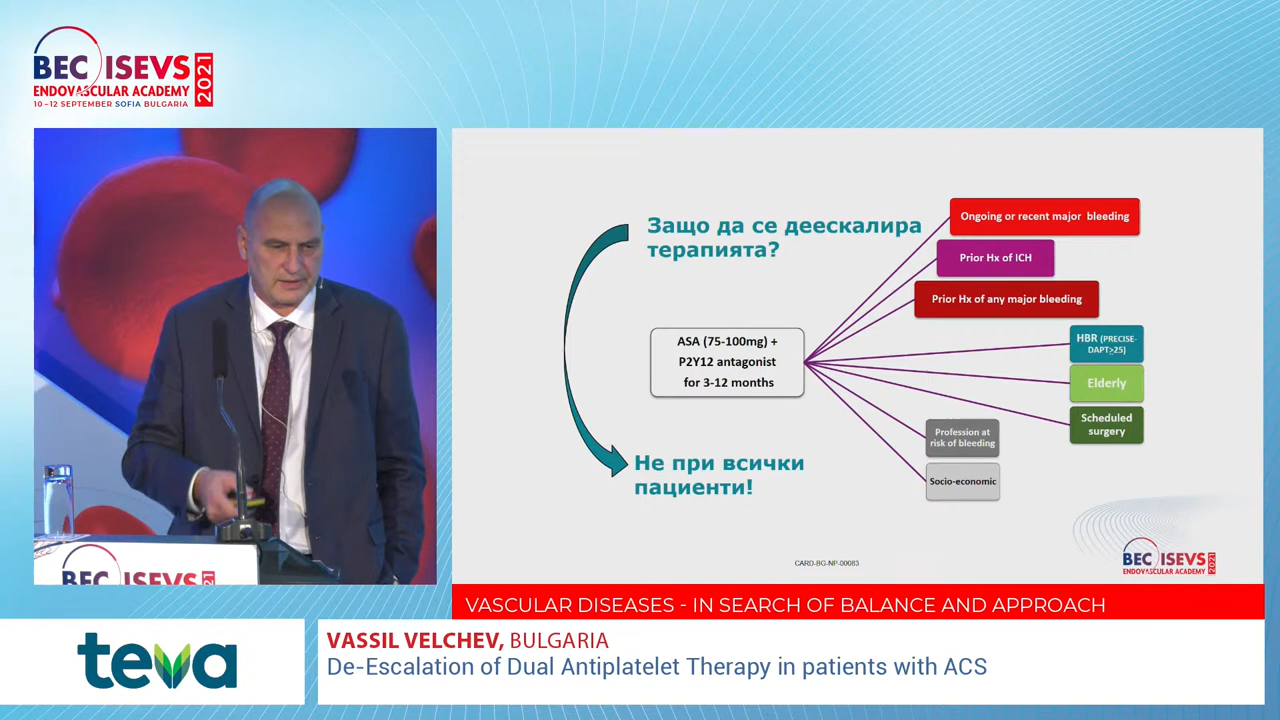 BEC ISEVS 2021
ENDOVASCULAR ACADEMY
10–12 SEPTEMBER SOFIA BULGARIA
Защо да се деескалира
терапията?
ASA (75-100mg) +
P2Y12 antagonist
for 3-12 months
Не при всички
пациенти!
Ongoing or recent major bleeding
Prior Hx of ICH
Prior Hx of any major bleeding
HBR (PRECISE-
DAPT≥25)
Elderly
Scheduled
surgery
Profession at
risk of bleeding
Socio-economic
CARD-BG-NP-00083
BEC ISEVS 2021
ENDOVASCULAR ACADEMY
BEC ISEVS
VASCULAR DISEASES - IN SEARCH OF BALANCE AND APPROACH
teva
VASSIL VELCHEV, BULGARIA
De-Escalation of Dual Antiplatelet Therapy in patients with ACS